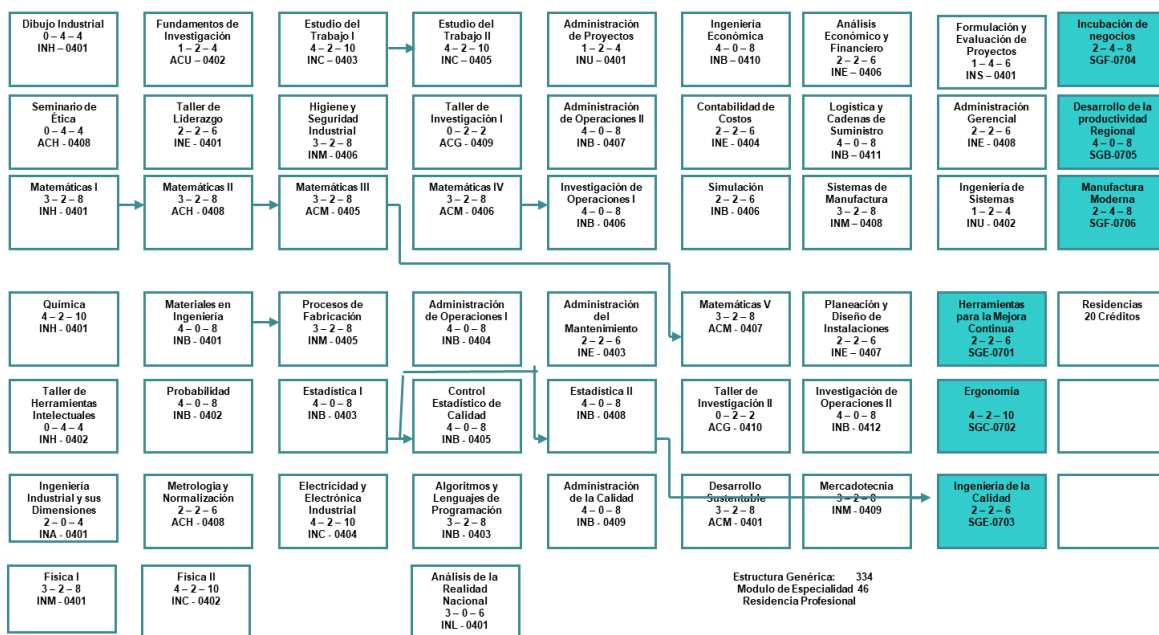 Dibujo Industrial
0 – 4 – 4
INH – 0401
Fundamentos de
Investigación
1 – 2 – 4
ACU – 0402
Estudio del
Trabajo I
4 – 2 – 10
INC – 0403
Estudio del
Trabajo II
4 – 2 – 10
INC – 0405
Administración
de Proyectos
1 – 2 – 4
INU – 0401
Ingeniería
Económica
4 – 0 – 8
INB – 0410
Análisis
Económico y
Financiero
2 – 2 – 6
INE – 0406
Formulación y
Evaluación de
Proyectos
1 – 4 – 6
INS – 0401
Incubación de
negocios
2 – 4 – 8
SGF-0704
Seminario de
Ética
0 – 4 – 4
ACH – 0408
Taller de
Liderazgo
2 – 2 – 6
INE – 0401
Higiene y
Seguridad
Industrial
3 – 2 – 8
INM – 0406
Taller de
Investigación I
0 – 2 – 2
ACG – 0409
Administración
de Operaciones II
4 – 0 – 8
INB – 0407
Contabilidad de
Costos
2 – 2 – 6
INE – 0404
Logística y
Cadenas de
Suministro
4 – 0 – 8
INB – 0411
Administración
Gerencial
2 – 2 – 6
INE – 0408
Desarrollo de la
productividad
Regional
4 – 0 – 8
SGB-0705
Matemáticas I
3 – 2 – 8
INH – 0401
Matemáticas II
3 – 2 – 8
ACH - 0408
Matemáticas III
3 – 2 – 8
ACM – 0405
Matemáticas IV
3 – 2 – 8
ACM – 0406
Investigación de
Operaciones I
4 – 0 – 8
INB - 0406
Simulación
2 – 2 – 6
INB - 0406
Sistemas de
Manufactura
3 – 2 – 8
INM – 0408
Ingeniería de
Sistemas
1 – 2 – 4
INU - 0402
Manufactura
Moderna
2 – 4 – 8
SGF-0706
Química
4 – 2 – 10
INH – 0401
Materiales en
Ingeniería
4 – 0 – 8
INB – 0401
Procesos de
Fabricación
3 – 2 – 8
INM – 0405
Administración
de Operaciones I
4 – 0 – 8
INB – 0404
Administración
del
Mantenimiento
2 – 2 – 6
INE – 0403
Matemáticas V
3 – 2 – 8
ACM – 0407
Planeación y
Diseño de
Instalaciones
2 – 2 – 6
INE – 0407
Herramientas
para la Mejora
Continua
2 – 2 – 6
SGE-0701
Residencias
20 Créditos
Taller de
Herramientas
Intelectuales
0 – 4 – 4
INH - 0402
Probabilidad
4 – 0 – 8
INB - 0402
Estadística I
4 – 0 – 8
INB – 0403
Control
Estadístico de
Calidad
4 – 0 – 8
INB - 0405
Estadística II
4 – 0 – 8
INB – 0408
Taller de
Investigación II
0 – 2 – 2
ACG - 0410
Investigación de
Operaciones II
4 – 0 – 8
INB - 0412
Ergonomía
4 – 2 – 10
SGC-0702
Ingeniería
Industrial y sus
Dimensiones
2 – 0 – 4
INA – 0401
Metrología y
Normalización
2 – 2 – 6
ACH – 0408
Electricidad y
Electrónica
Industrial
4 – 2 – 10
INC – 0404
Algoritmos y
Lenguajes de
Programación
3 – 2 – 8
INB – 0403
Administración
de la Calidad
4 – 0 – 8
INB – 0409
Desarrollo
Sustentable
3 – 2 – 8
ACM – 0401
Mercadotecnia
3 – 2 – 8
INM – 0409
Ingeniería de la
Calidad
2 – 2 – 6
SGE-0703
Física I
3 – 2 – 8
INM – 0401
Física II
4 – 2 – 10
INC – 0402
Análisis de la
Realidad
Nacional
3 – 0 – 6
INL – 0401
Estructura Genérica: 334
Modulo de Especialidad 46
Residencia Profesional